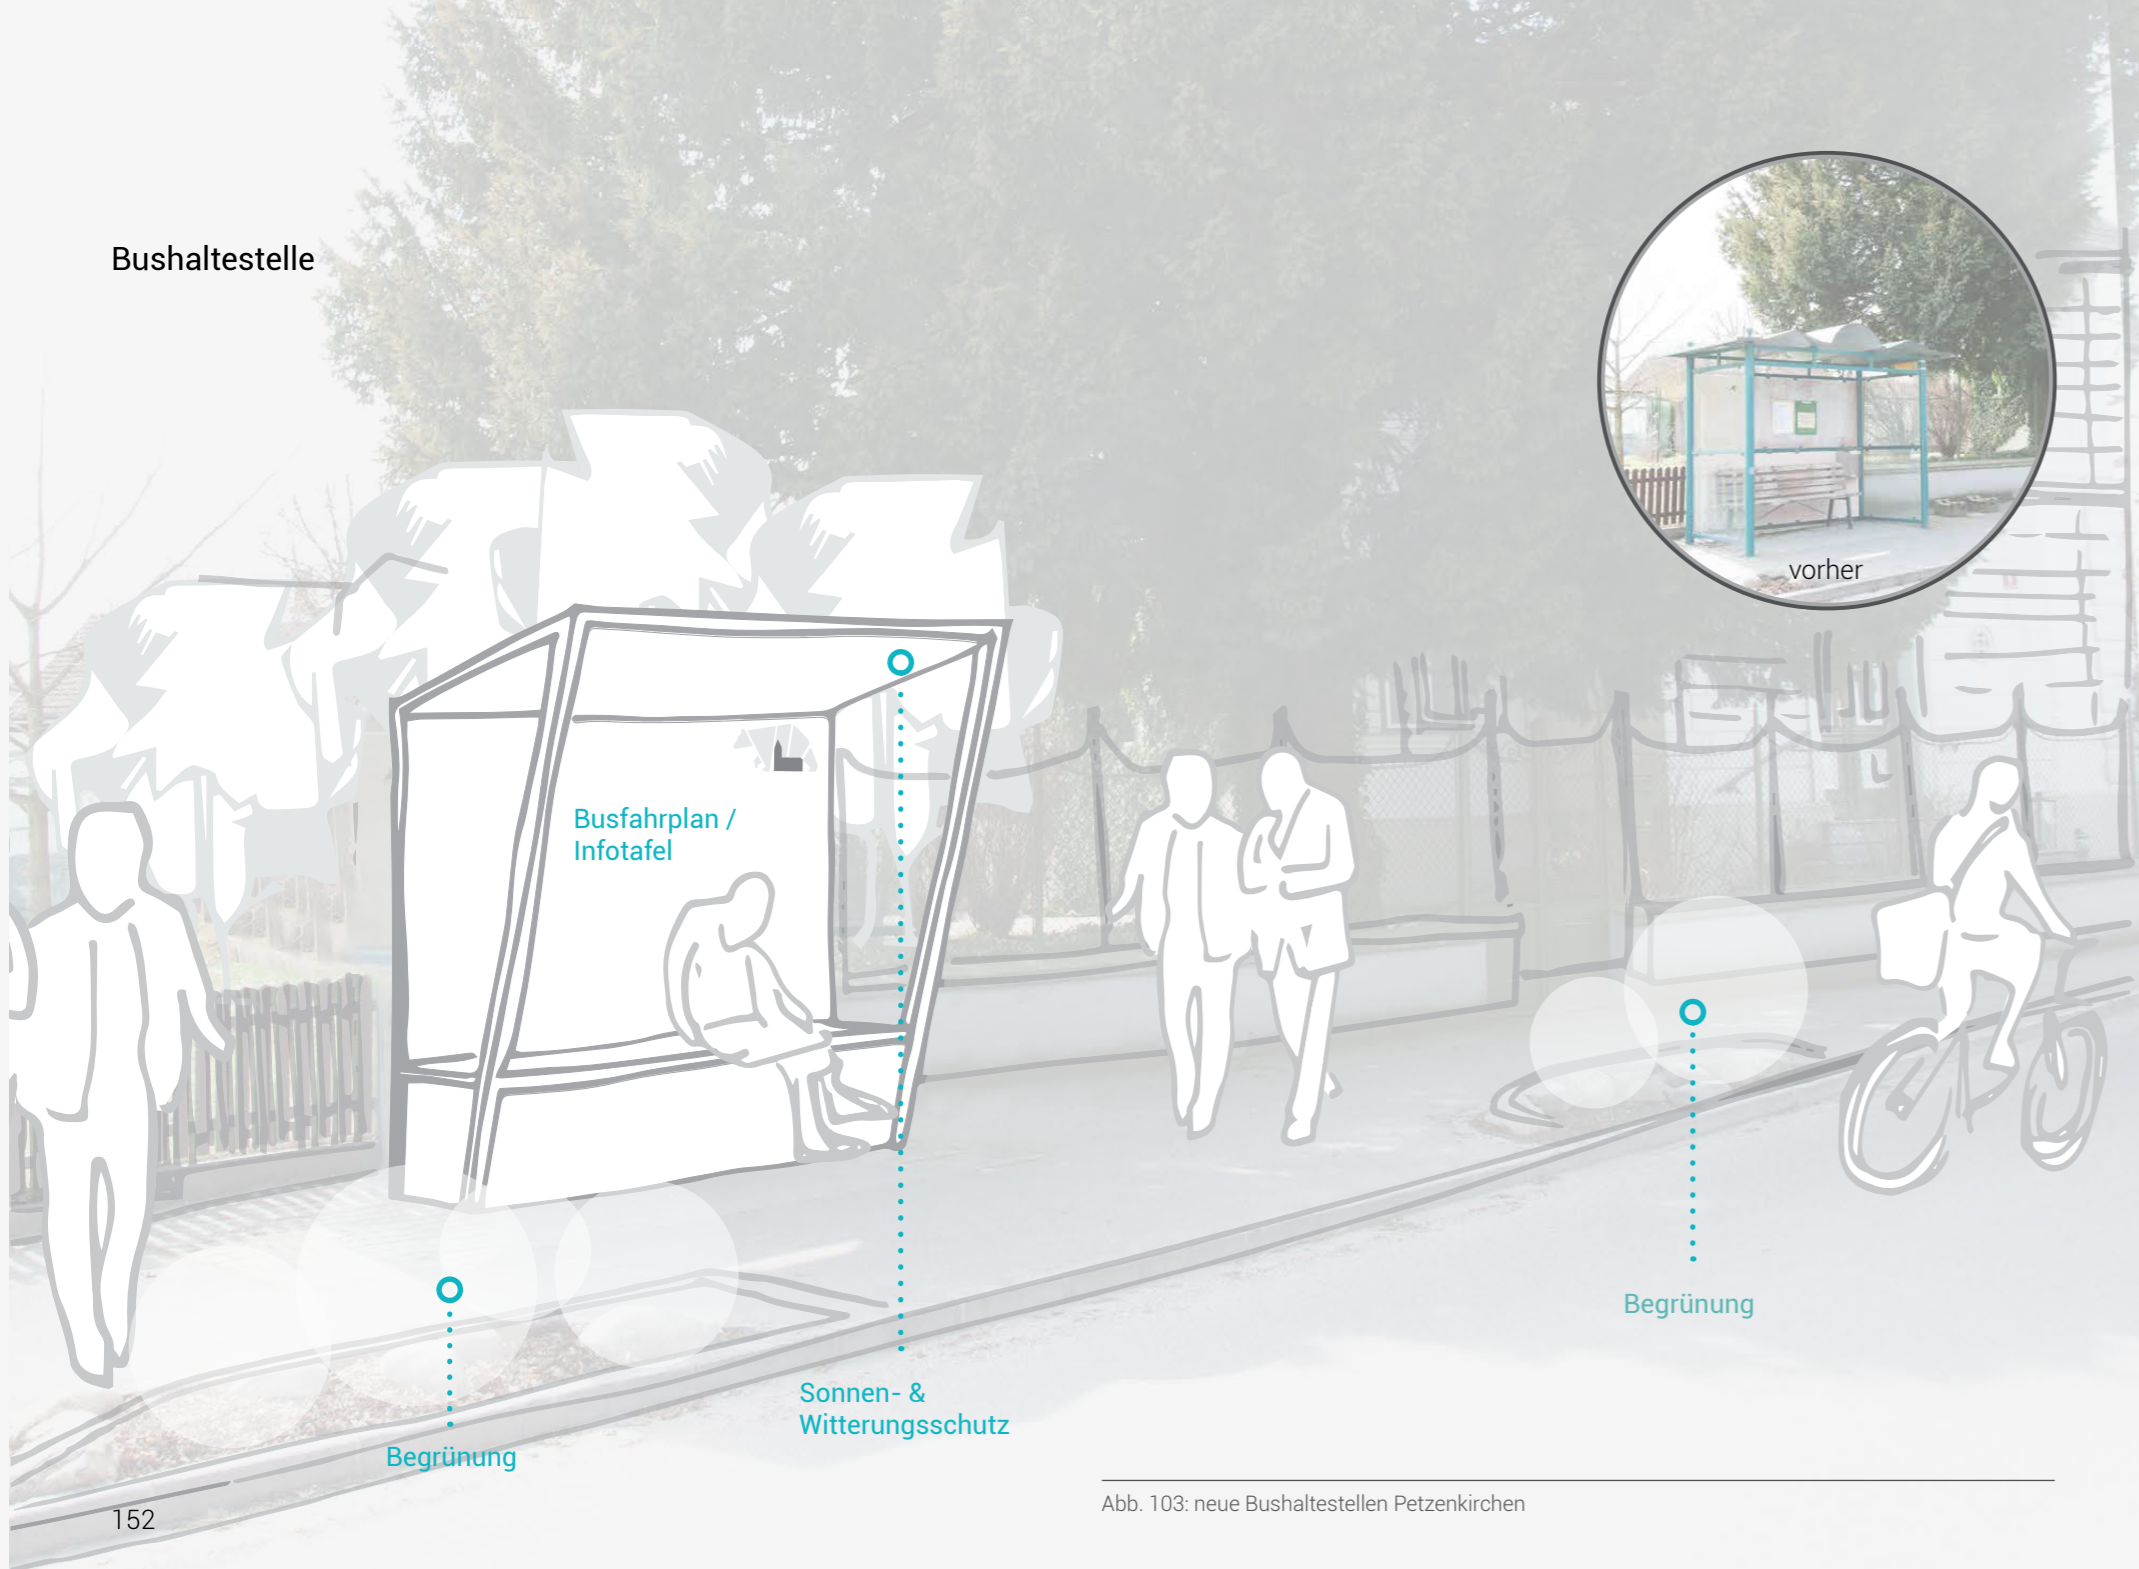 Bushaltestelle
vorher
Busfahrplan /
Infotafel
Begrünung
Sonnen- &
Witterungsschutz
Begrünung
Abb. 103: neue Bushaltestellen Petzenkirchen
152